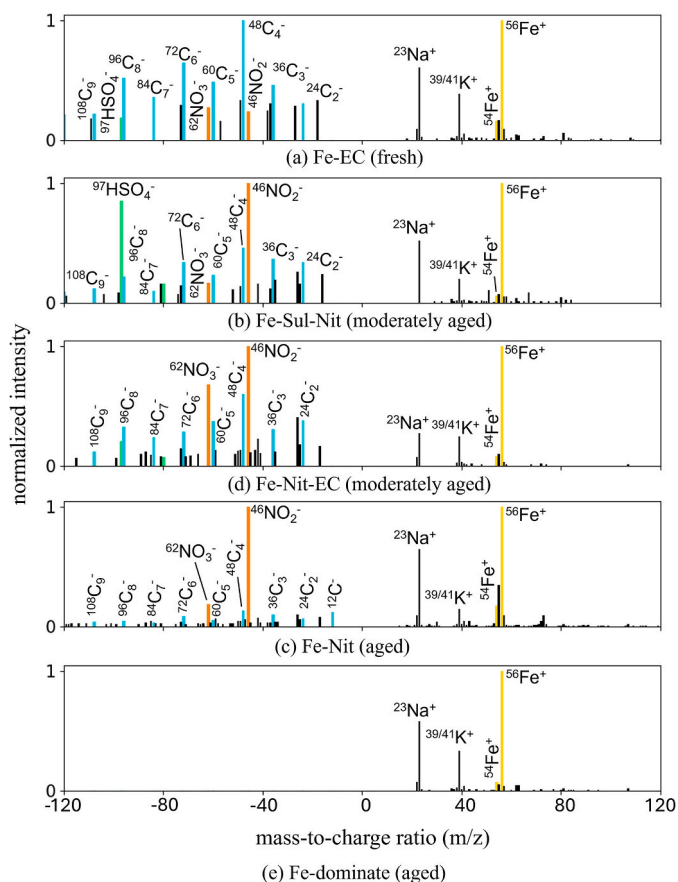 normalized intensity
1
0
108C9- 97HSO4- 96C8- 84C7- 72C6- 62NO3- 60C5- 48C4- 46NO2- 36C3- 24C2- 23Na+ 39/41K+ 54Fe+ 56Fe+
(a) Fe-EC (fresh)
1
0
108C9- 97HSO4- 96C8- 84C7- 72C6- 62NO3- 60C5- 48C4- 46NO2- 36C3- 24C2- 23Na+ 39/41K+ 54Fe+ 56Fe+
(b) Fe-Sul-Nit (moderately aged)
1
0
108C9- 96C8- 84C7- 72C6- 62NO3- 60C5- 48C4- 46NO2- 36C3- 24C2- 23Na+ 39/41K+ 54Fe+ 56Fe+
(d) Fe-Nit-EC (moderately aged)
1
0
108C9- 96C8- 84C7- 72C6- 62NO3- 60C5- 48C4- 46NO2- 36C3- 24C2- 12C- 23Na+ 39/41K+ 54Fe+ 56Fe+
(c) Fe-Nit (aged)
1
0
23Na+ 39/41K+ 54Fe+ 56Fe+
-120 -80 -40 0 40 80 120
mass-to-charge ratio (m/z)
(e) Fe-dominate (aged)